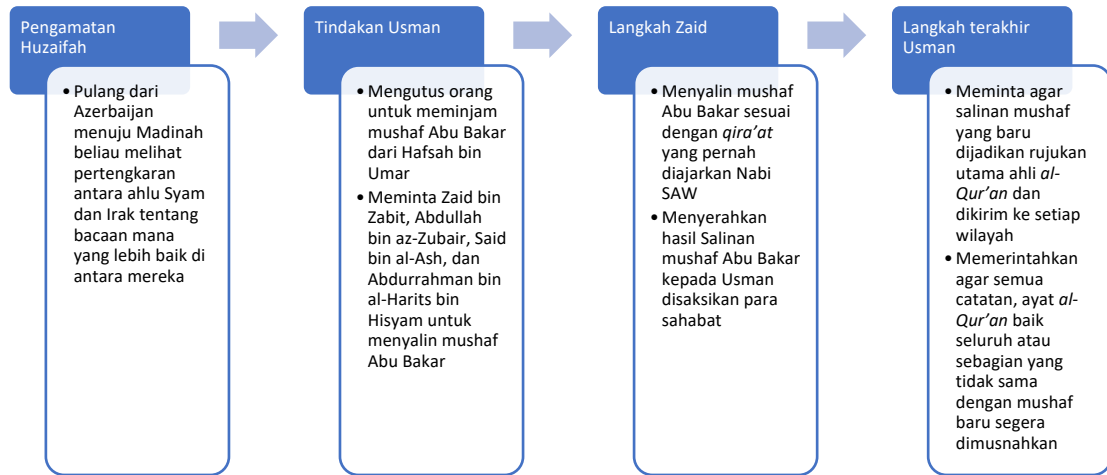 Pengamatan
Huzaifah
• Pulang dari
Azerbaijan
menuju Madinah
beliau melihat
pertengkaran
antara ahlu Syam
dan Irak tentang
bacaan mana
yang lebih baik di
antara mereka
Tindakan Usman
• Mengutus orang
untuk meminjam
mushaf Abu Bakar
dari Hafsah bin
Umar
• Meminta Zaid bin
Zabit, Abdullah
bin az-Zubair, Said
bin al-Ash, dan
Abdurrahman bin
al-Harits bin
Hisyam untuk
menyalin mushaf
Abu Bakar
Langkah Zaid
• Menyalin mushaf
Abu Bakar sesuai
dengan qira’at
yang pernah
diajarkan Nabi
SAW
• Menyerahkan
hasil Salinan
mushaf Abu Bakar
kepada Usman
disaksikan para
sahabat
Langkah terakhir
Usman
• Meminta agar
salinan mushaf
yang baru
dijadikan rujukan
utama ahli al-
Qur’an dan
dikirim ke setiap
wilayah
• Memerintahkan
agar semua
catatan, ayat al-
Qur’an baik
seluruh atau
sebagian yang
tidak sama
dengan mushaf
baru segera
dimusnahkan